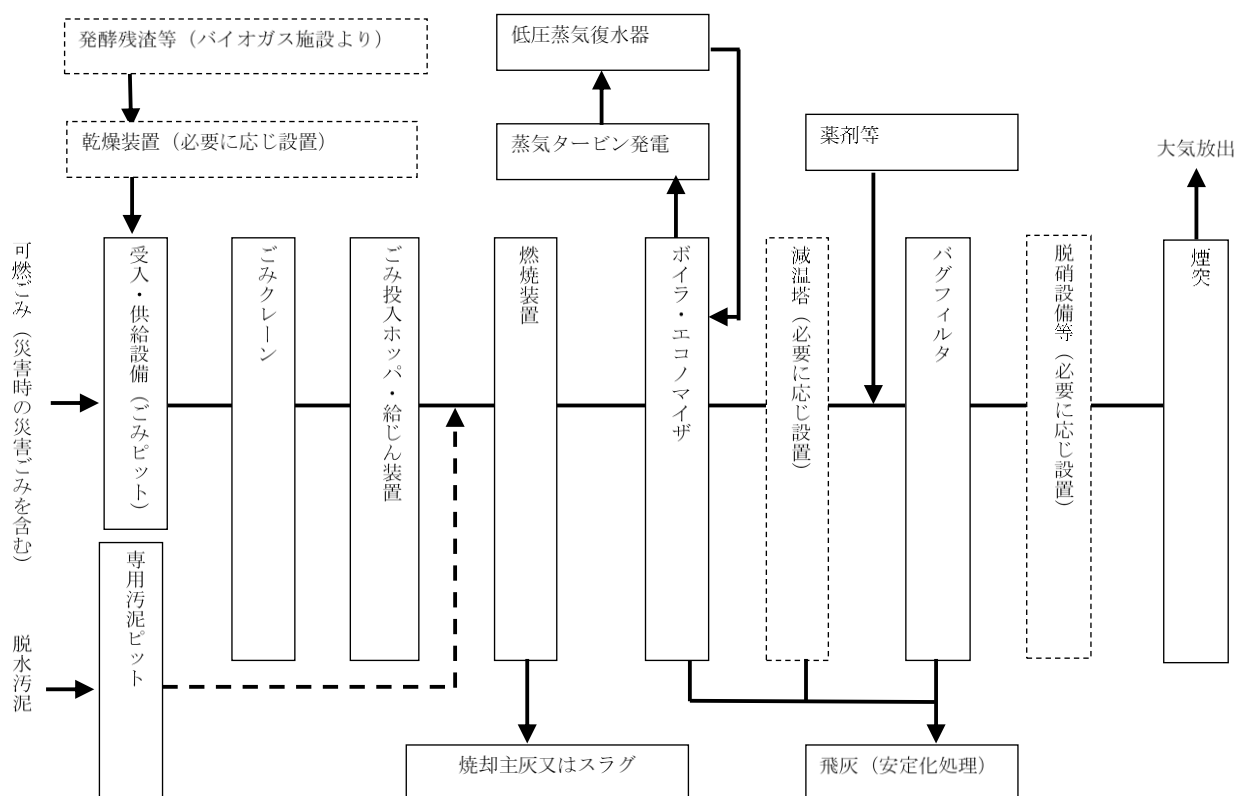 発酵残渣等（バイオガス施設より）
低圧蒸気復水器
乾燥装置（必要に応じ設置）
蒸気タービン発電
薬剤等
大気放出
可燃ごみ（災害時の災害ごみを含む）
受入・供給設備（ごみピット）
ごみクレーン
ごみ投入ホッパ・給じん装置
燃焼装置
ボイラ・エコノマイザ
減温塔（必要に応じ設置）
バグフィルタ
脱硝設備等（必要に応じ設置）
煙突
脱水汚泥
専用汚泥ピット
焼却主灰又はスラグ
飛灰（安定化処理）